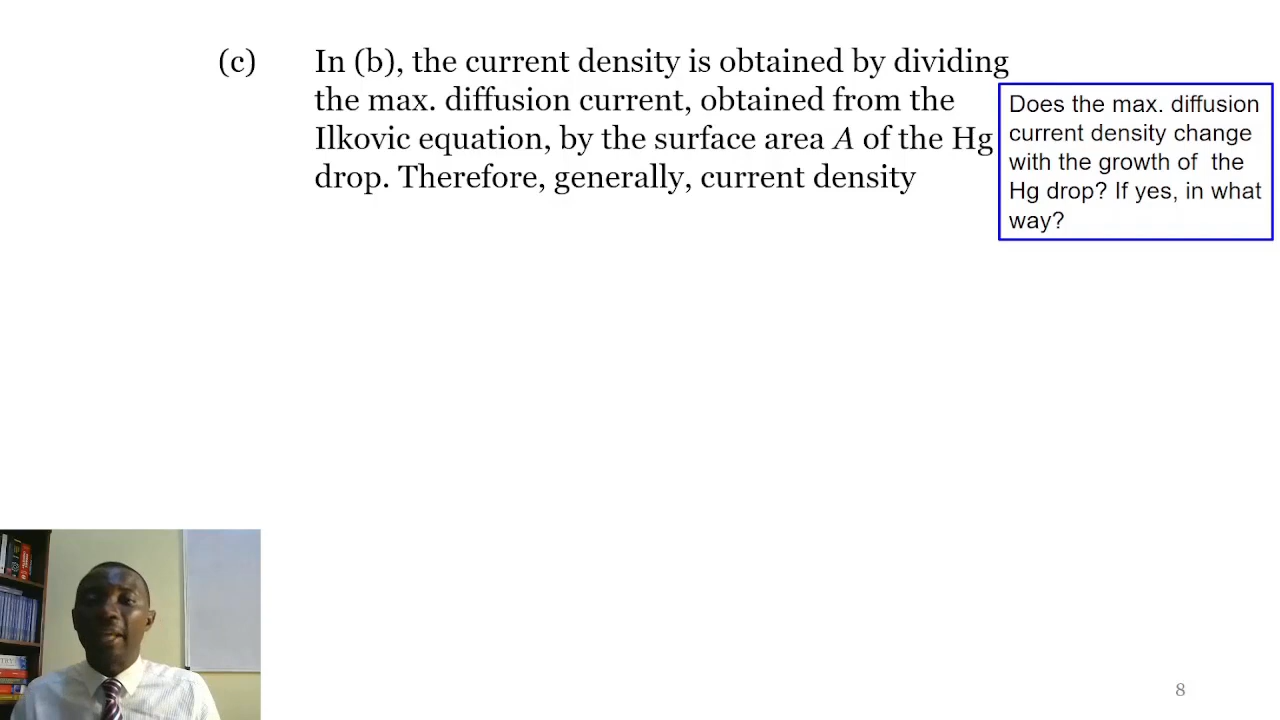 (c) In (b), the current density is obtained by dividing
the max. diffusion current, obtained from the
Ilkovic equation, by the surface area A of the Hg
drop. Therefore, generally, current density
Does the max. diffusion
current density change
with the growth of the
Hg drop? If yes, in what
way?
8